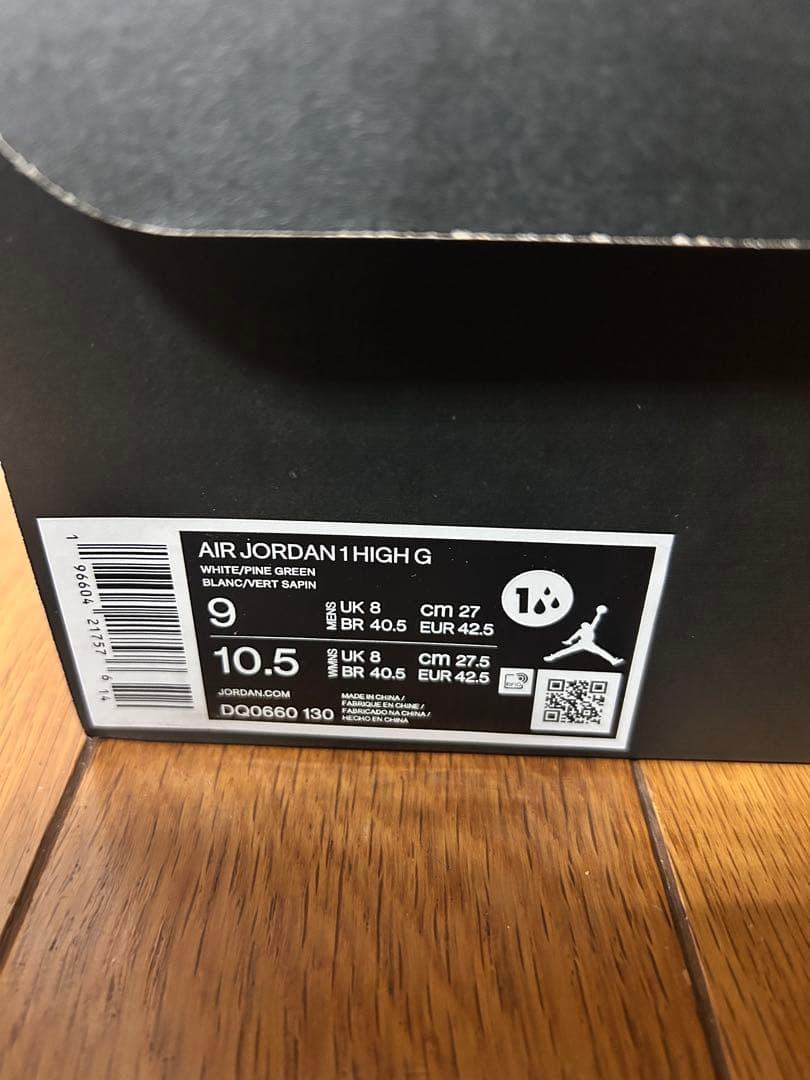 AIR JORDAN 1 HIGH G
WHITE/PINE GREEN
BLANC/VERT SAPIN
9
MENS
UK 8 cm 27
BR 40.5 EUR 42.5
10.5
WMNS
UK 8 cm 27.5
BR 40.5 EUR 42.5
JORDAN.COM
DQ0660 130
MADE IN CHINA /
FABRIQUE EN CHINE /
FABRICADO NA CHINA /
HECHO EN CHINA
1
1 96604 21757 6 14